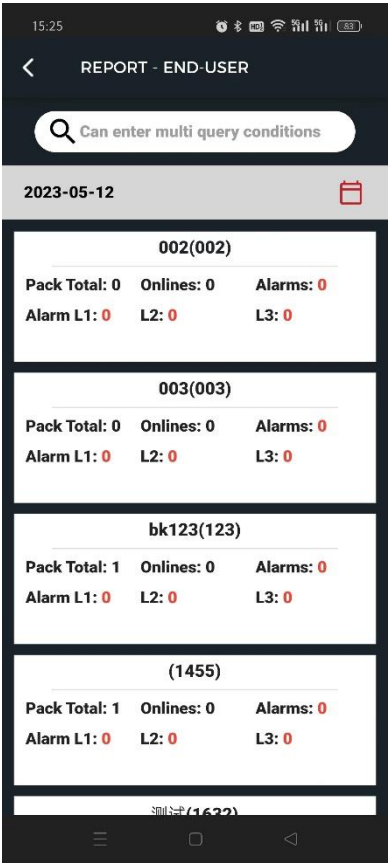 15:25
83
REPORT - END-USER
Can enter multi query conditions
2023-05-12
002(002)
Pack Total: 0 Onlines: 0 Alarms: 0
Alarm L1: 0 L2: 0 L3: 0
003(003)
Pack Total: 0 Onlines: 0 Alarms: 0
Alarm L1: 0 L2: 0 L3: 0
bk123(123)
Pack Total: 1 Onlines: 0 Alarms: 0
Alarm L1: 0 L2: 0 L3: 0
(1455)
Pack Total: 1 Onlines: 0 Alarms: 0
Alarm L1: 0 L2: 0 L3: 0
测试(1632)